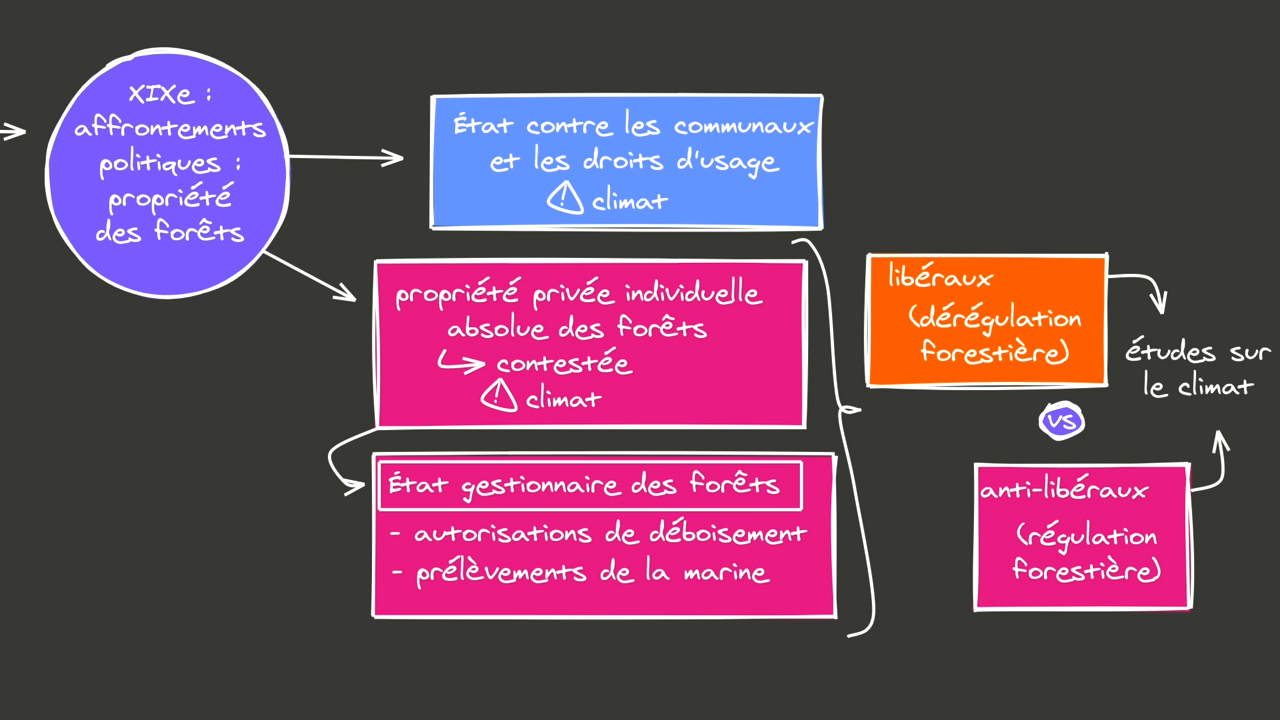 XIXe :
affrontements
politiques :
propriété
des forêts
État contre les communaux
et les droits d'usage
! climat
propriété privée individuelle
absolue des forêts
contestée
! climat
État gestionnaire des forêts
- autorisations de déboisement
- prélèvements de la marine
libéraux
(dérégulation
forestière)
études sur
le climat
vs
anti-libéraux
(régulation
forestière)